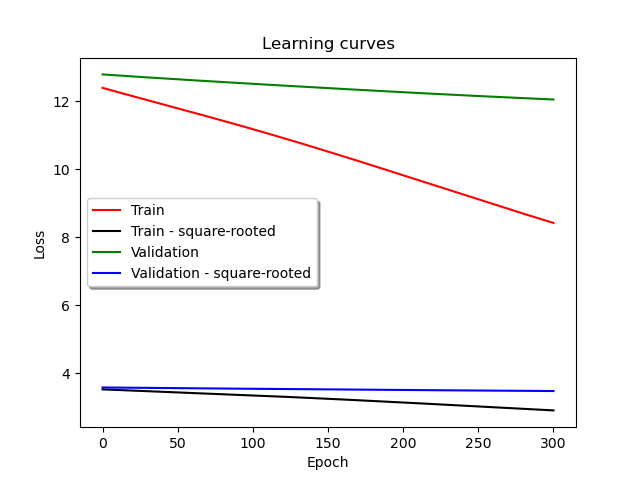 Learning curves
12
10
8
6
4
Loss
Train
Train - square-rooted
Validation
Validation - square-rooted
0 50 100 150 200 250 300
Epoch